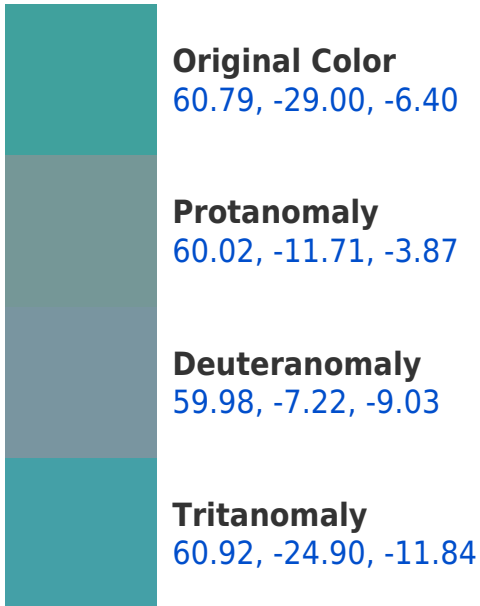 Original Color
60.79, -29.00, -6.40
Protanomaly
60.02, -11.71, -3.87
Deuteranomaly
59.98, -7.22, -9.03
Tritanomaly
60.92, -24.90, -11.84